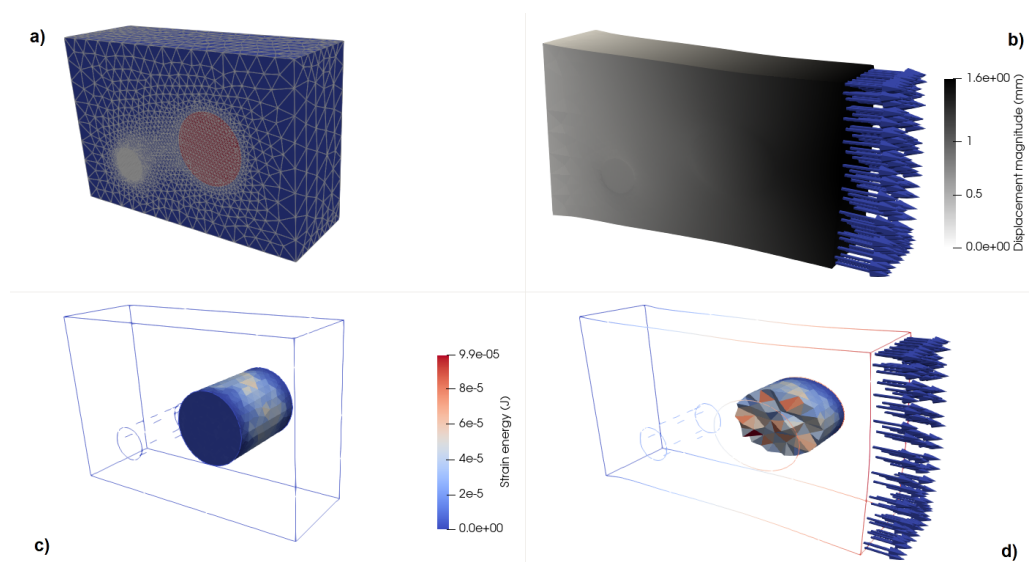 a)
b)
1.6e+00
1
0.5
0.0e+00
Displacement magnitude (mm)
c)
9.9e-05
8e-5
6e-5
4e-5
2e-5
0.0e+00
Strain energy (J)
d)